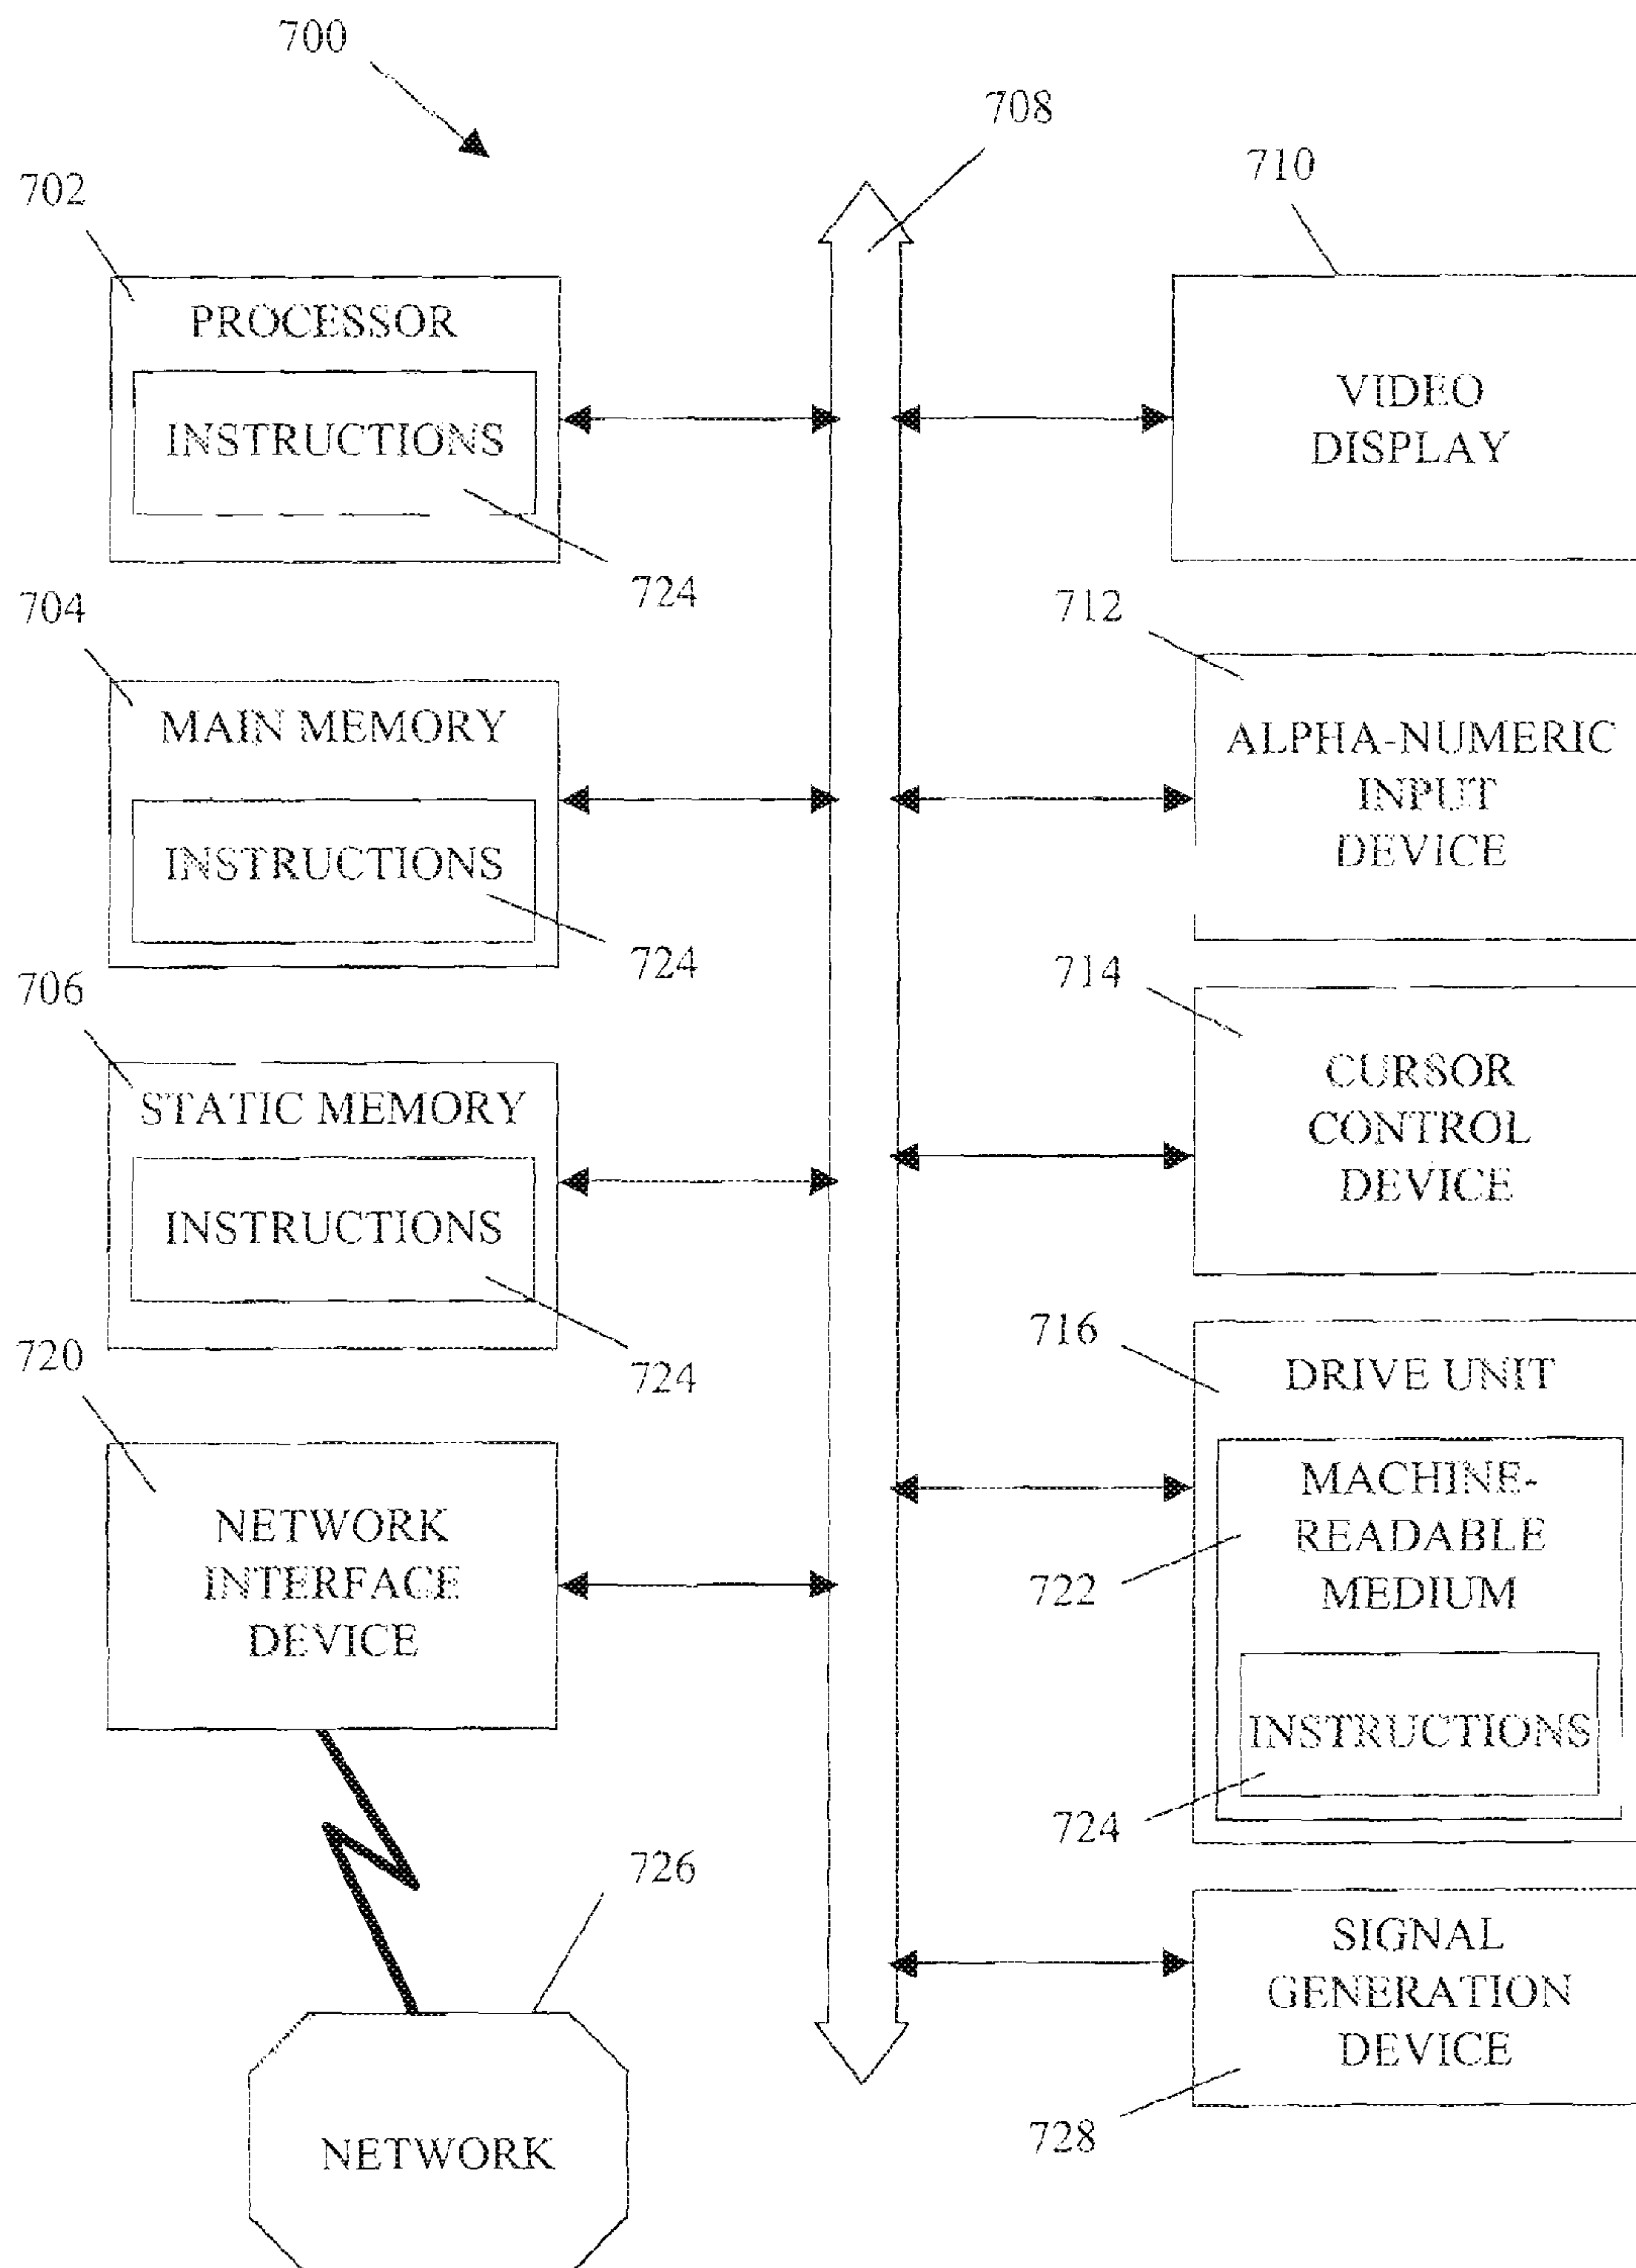 700
708
702
710
PROCESSOR
INSTRUCTIONS
724
VIDEO
DISPLAY
704
MAIN MEMORY
INSTRUCTIONS
724
712
ALPHA-NUMERIC
INPUT
DEVICE
706
STATIC MEMORY
INSTRUCTIONS
724
714
CURSOR
CONTROL
DEVICE
720
NETWORK
INTERFACE
DEVICE
716
DRIVE UNIT
MACHINE-
READABLE
MEDIUM
722
INSTRUCTIONS
724
726
NETWORK
SIGNAL
GENERATION
DEVICE
728